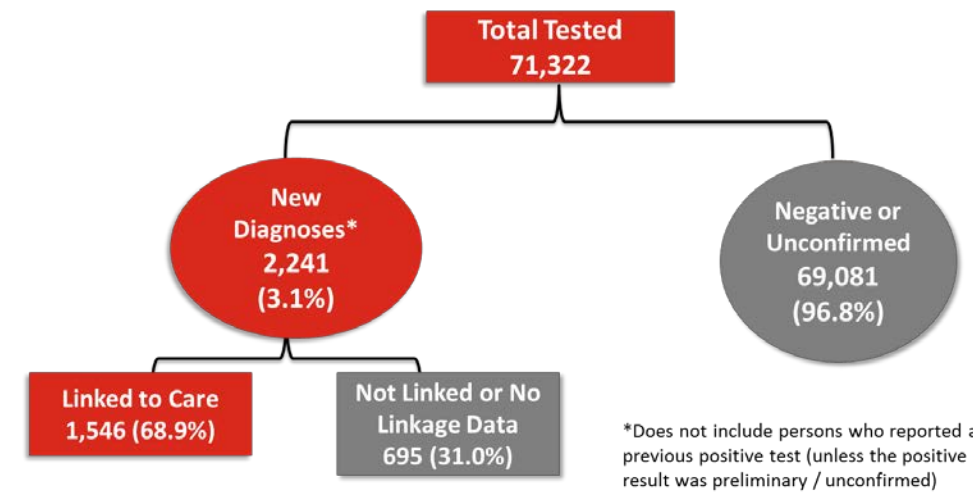 Total Tested
71,322
New
Diagnoses*
2,241
(3.1%)
Negative or
Unconfirmed
69,081
(96.8%)
Linked to Care
1,546 (68.9%)
Not Linked or No
Linkage Data
695 (31.0%)
*Does not include persons who reported a
previous positive test (unless the positive
result was preliminary / unconfirmed)